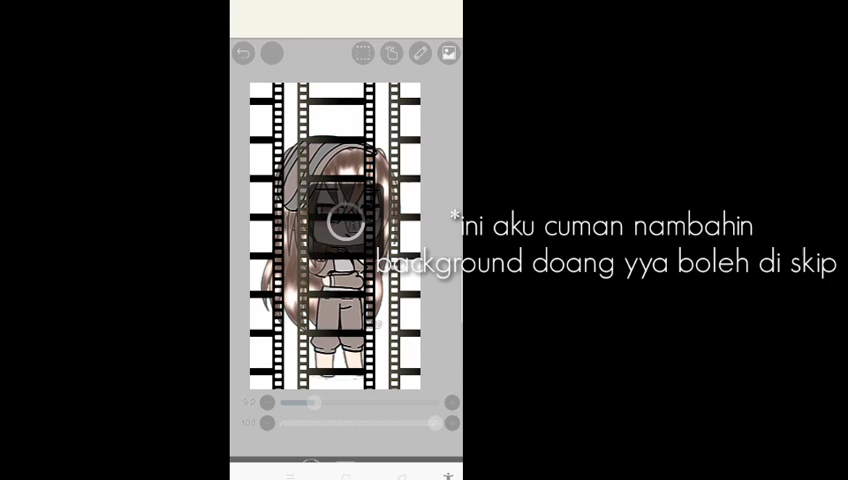 *ini aku cuman nambahin
background doang yya boleh di skip